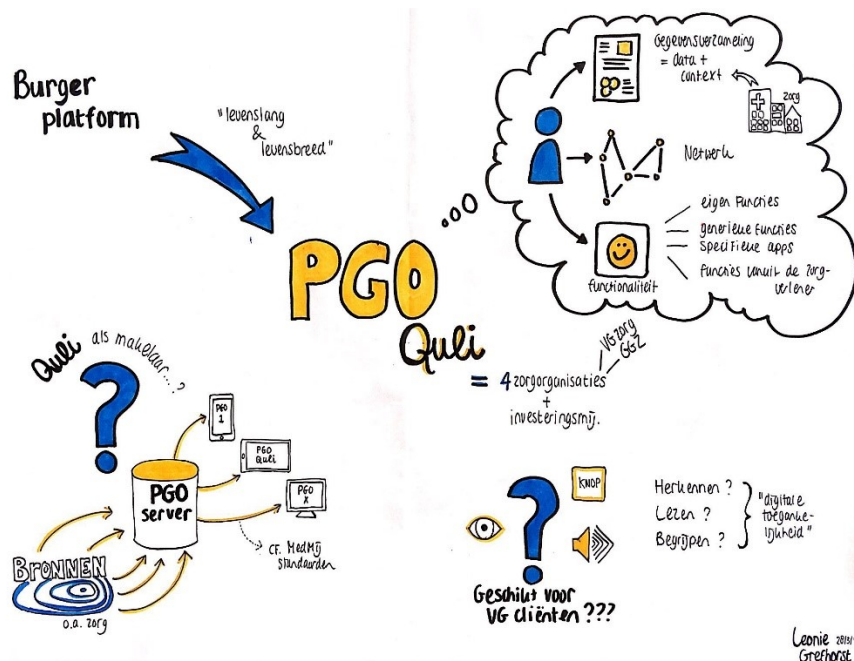 Burger
platform
"levenslang
&
levensbreed"
PGO
Quli
= 4 zorgorganisaties
+
investeringsmij.
VGzorg
GGZ
Gegevensverzameling
= data +
context
zorg
Netwerk
functionaliteit
eigen functies
generieke functies
specifieke apps
functies vanuit de zorg-
verlener
Quli als makelaar...?
PGO
1
PGO
Quli
PGO
X
PGO
server
CF. MedMij
standaarden
BRONNEN
o.a. zorg
KNOP
Geschikt voor
VG cliënten ???
Herkennen ?
Lezen ?
Begrijpen ?
"digitale
toeganke-
lijkheid"
Leonie
Grefhorst